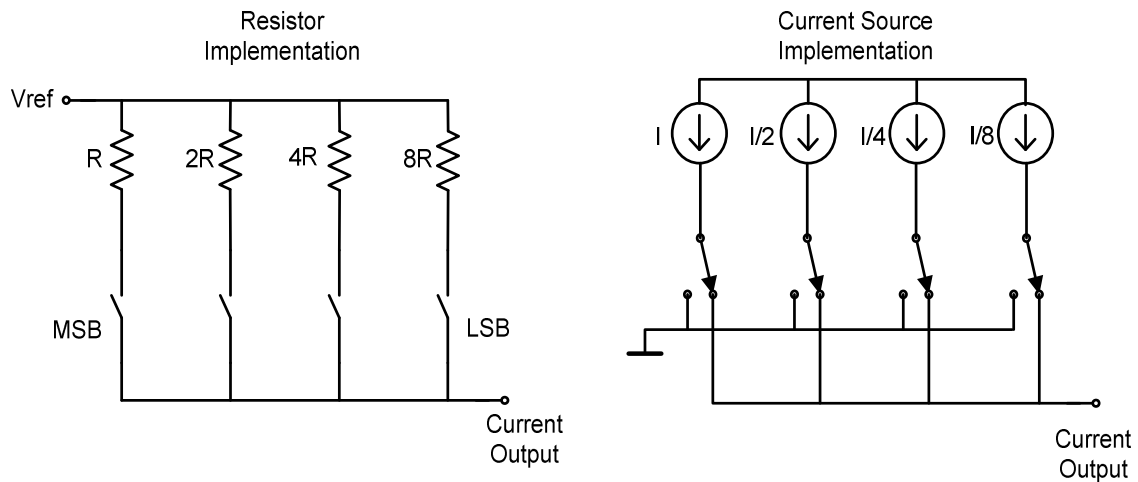 Resistor
Implementation
Vref
R
2R
4R
8R
MSB
LSB
Current
Output
Current Source
Implementation
I
I/2
I/4
I/8
Current
Output